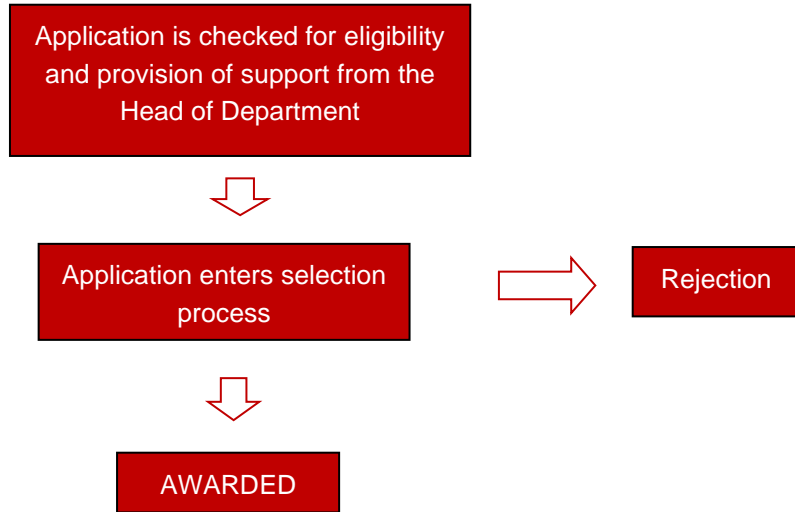 Application is checked for eligibility
and provision of support from the
Head of Department
Application enters selection
process
Rejection
AWARDED